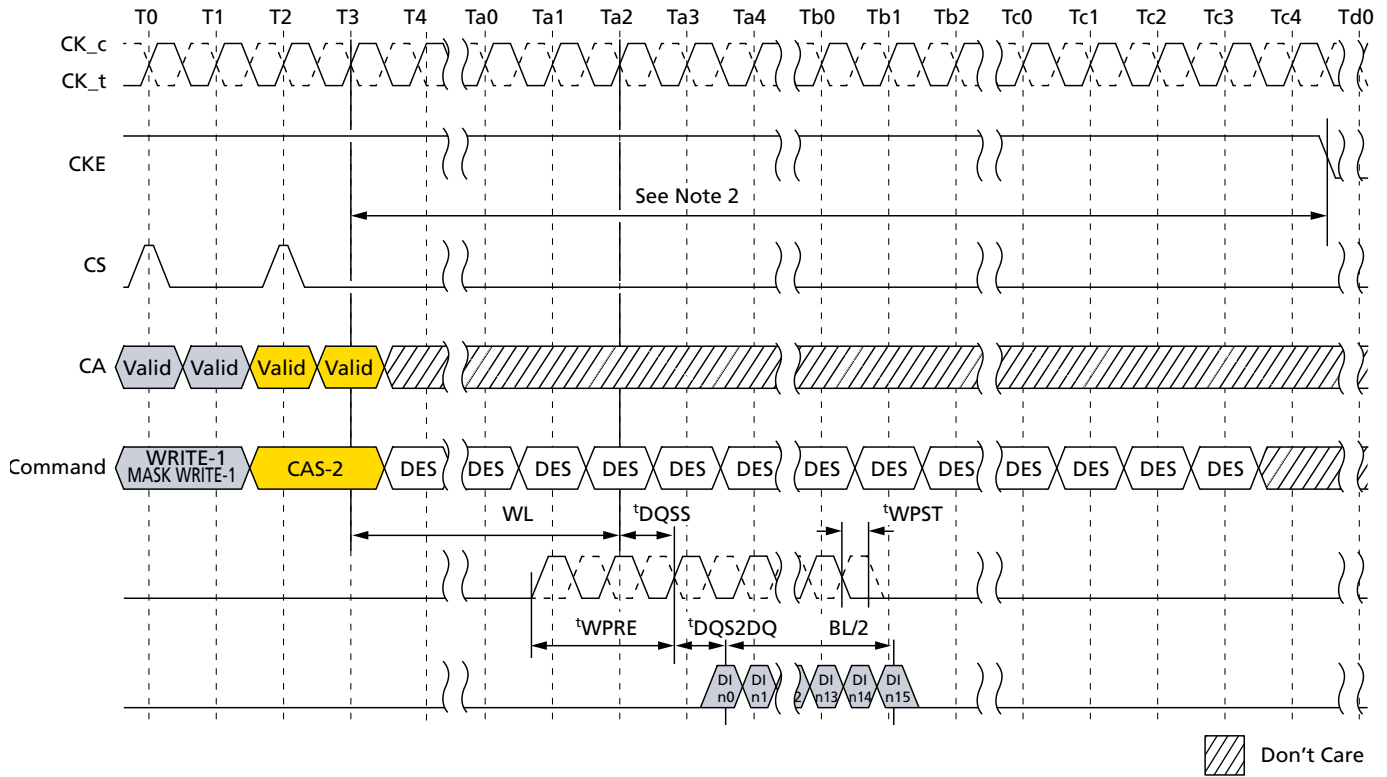 T0 T1 T2 T3 T4 Ta0 Ta1 Ta2 Ta3 Ta4 Tb0 Tb1 Tb2 Tc0 Tc1 Tc2 Tc3 Tc4 Td0
CK_c
CK_t
CKE
See Note 2
CS
CA Valid Valid Valid Valid
Command WRITE-1 MASK WRITE-1 CAS-2 DES DES DES DES DES DES DES DES DES DES DES DES DES
WL tDQSS tWPST
tWPRE tDQS2DQ BL/2
DI DI DI DI DI
n0 n1 2 n13 n14 n15
Don't Care